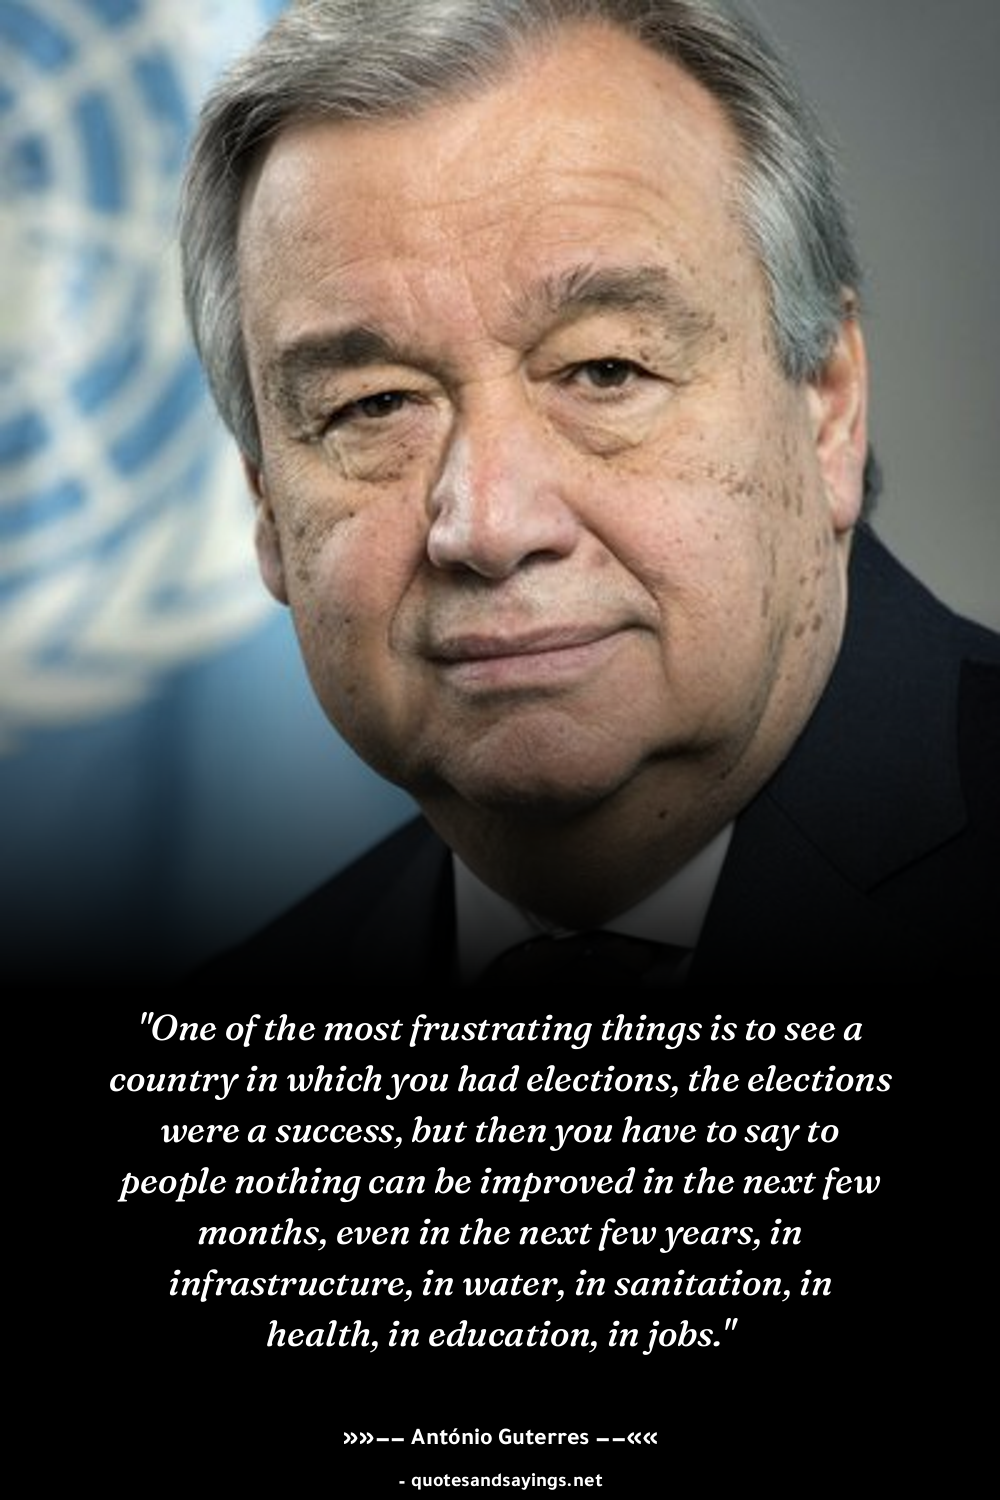 "One of the most frustrating things is to see a
country in which you had elections, the elections
were a success, but then you have to say to
people nothing can be improved in the next few
months, even in the next few years, in
infrastructure, in water, in sanitation, in
health, in education, in jobs."
»»–– António Guterres ––««
- quotesandsayings.net